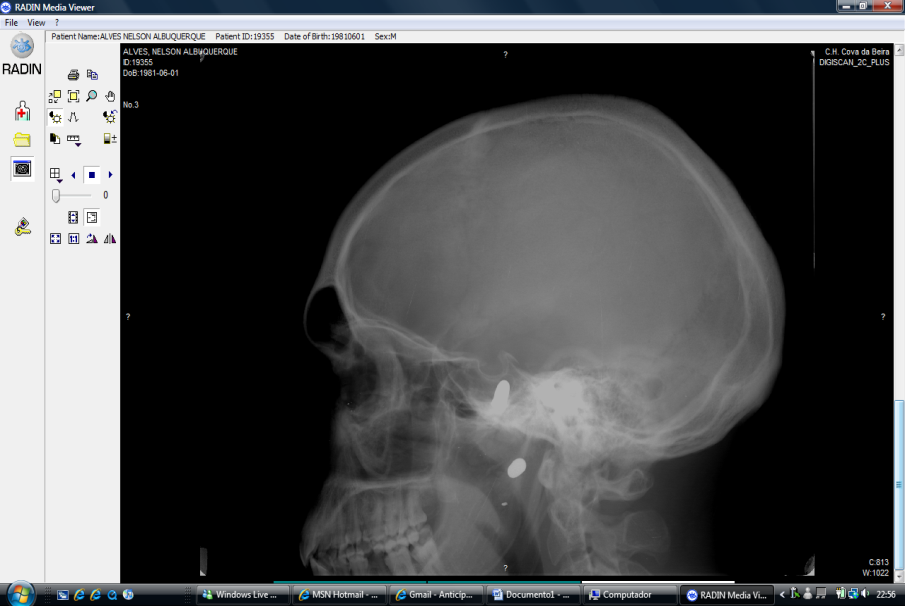 RADIN Media Viewer
File View ?
Patient Name:ALVES NELSON ALBUQUERQUE Patient ID:19355 Date of Birth:19810601 Sex:M
RADIN
ALVES, NELSON ALBUQUERQUE
ID:19355
DoB:1981-06-01
No.3
?
C.H. Cova da Beira
DIGISCAN_2C_PLUS
0
1:1
?
?
?
C:813
W:1022
Windows Live ...
MSN Hotmail - ...
Gmail - Anticip...
Documento1 - ...
Computador
RADIN Media Vi...
22:56